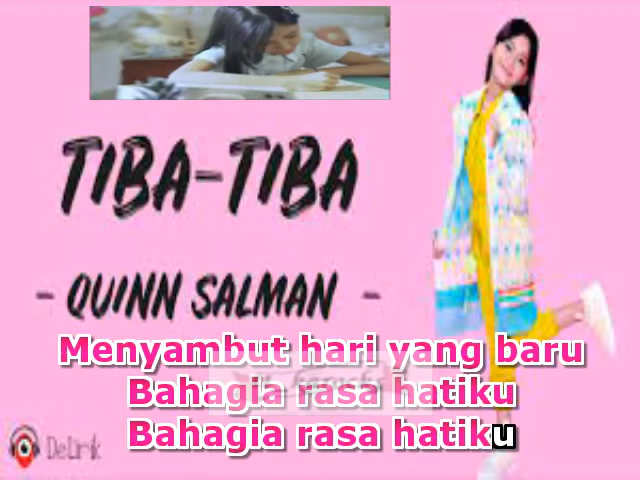 TIBA-TIBA
- QUINN SALMAN -
Menyambut hari yang baru
Bahagia rasa hatiku
Bahagia rasa hatiku
DeLirik